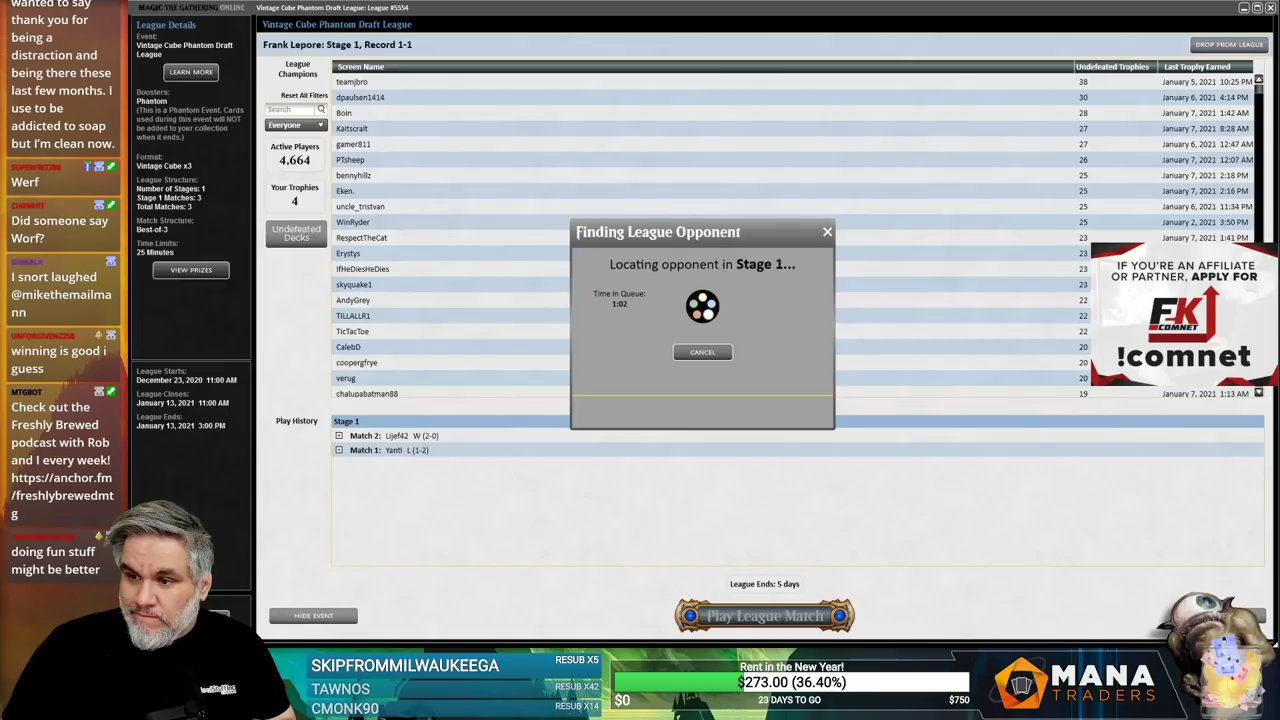 wanted to say
thank you for
being a
distraction and
being there these
last few months. I
use to be
addicted to soap
but I'm clean now.
Werf
Did someone say
Worf?
I snort laughed
@mikethemailma
nn
UNFORGIVEN2258
winning is good i
guess
MTGBOT
Check out the
Freshly Brewed
podcast with Rob
and I every week!
https://anchor.fm
/freshlybrewedmt
g
doing fun stuff
might be better
MAGIC THE GATHERING ONLINE
Vintage Cube Phantom Draft League: League #5554
League Details
Event:
Vintage Cube Phantom Draft
League
LEARN MORE
Boosters:
Phantom
(This is a Phantom Event. Cards
used during this event will NOT
be added to your collection
when it ends.)
Format:
Vintage Cube x3
League Structure:
Number of Stages: 1
Stage 1 Matches: 3
Total Matches: 3
Match Structure:
Best-of-3
Time Limits:
25 Minutes
VIEW PRIZES
League Starts:
December 23, 2020 11:00 AM
League Closes:
January 13, 2021 11:00 AM
League Ends:
January 13, 2021 3:00 PM
Vintage Cube Phantom Draft League
Frank Lepore: Stage 1, Record 1-1
DROP FROM LEAGUE
League
Champions
Reset All Filters
Search
Everyone
Active Players
4,664
Your Trophies
4
Undefeated
Decks
Screen Name Undefeated Trophies Last Trophy Earned
teamjbro 38 January 5, 2021 10:25 PM
dpaulsen1414 30 January 6, 2021 4:14 PM
Boin 28 January 7, 2021 1:42 AM
Kaitscralt 27 January 7, 2021 8:28 AM
gamer811 27 January 6, 2021 12:47 AM
PTsheep 26 January 7, 2021 12:07 AM
bennyhillz 25 January 7, 2021 2:18 PM
Eken. 25 January 7, 2021 2:16 PM
uncle_tristvan 25 January 6, 2021 11:34 PM
WinRyder 25 January 2, 2021 3:50 PM
RespectTheCat 23 January 7, 2021 1:41 PM
Erystys 23
IfHeDiesHeDies 23
skyquake1 23
AndyGrey 22
TILLALLR1 22
TicTacToe 22
CalebD 20
coopergfrye 20
verug 20
chalupabatman88 19 January 7, 2021 1:13 AM
Finding League Opponent
Locating opponent in Stage 1...
Time in Queue:
1:02
CANCEL
IF YOU'RE AN AFFILIATE
OR PARTNER, APPLY FOR
COMNET
!comnet
Play History
Stage 1
Match 2: Lijef42 W (2-0)
Match 1: Yanti L (1-2)
League Ends: 5 days
HIDE EVENT
Play League Match
SKIPFROMMILWAUKEEGA RESUB X5
TAWNOS RESUB X42
CMONK90 RESUB X14
Rent in the New Year!
$273.00 (36.40%)
$0 23 DAYS TO GO $750
MANA
TRADERS